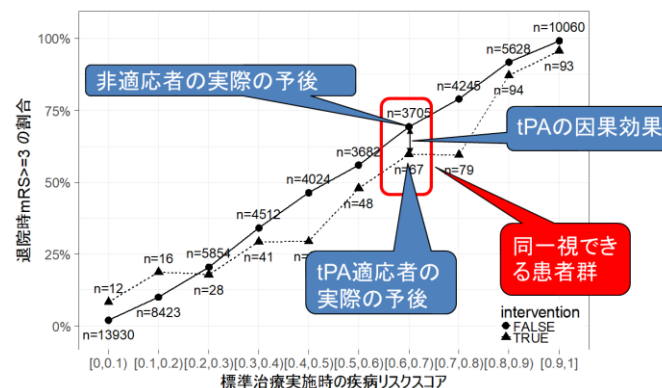 100%
75%
50%
25%
0%
退院時mRS>=3 の割合
非適応者の実際の予後
n=10060
n=5628
n=4245
n=3705
n=3682
n=4024
n=4512
n=5854
n=8423
n=13930
n=93
n=94
n=79
n=67
n=48
n=
n=41
n=28
n=16
n=12
tPAの因果効果
同一視でき
る患者群
tPA適応者の
実際の予後
intervention
FALSE
TRUE
[0,0.1) [0.1,0.2) [0.2,0.3) [0.3,0.4) [0.4,0.5) [0.5,0.6) [0.6,0.7) [0.7,0.8) [0.8,0.9) [0.9,1]
標準治療実施時の疾病リスクスコア